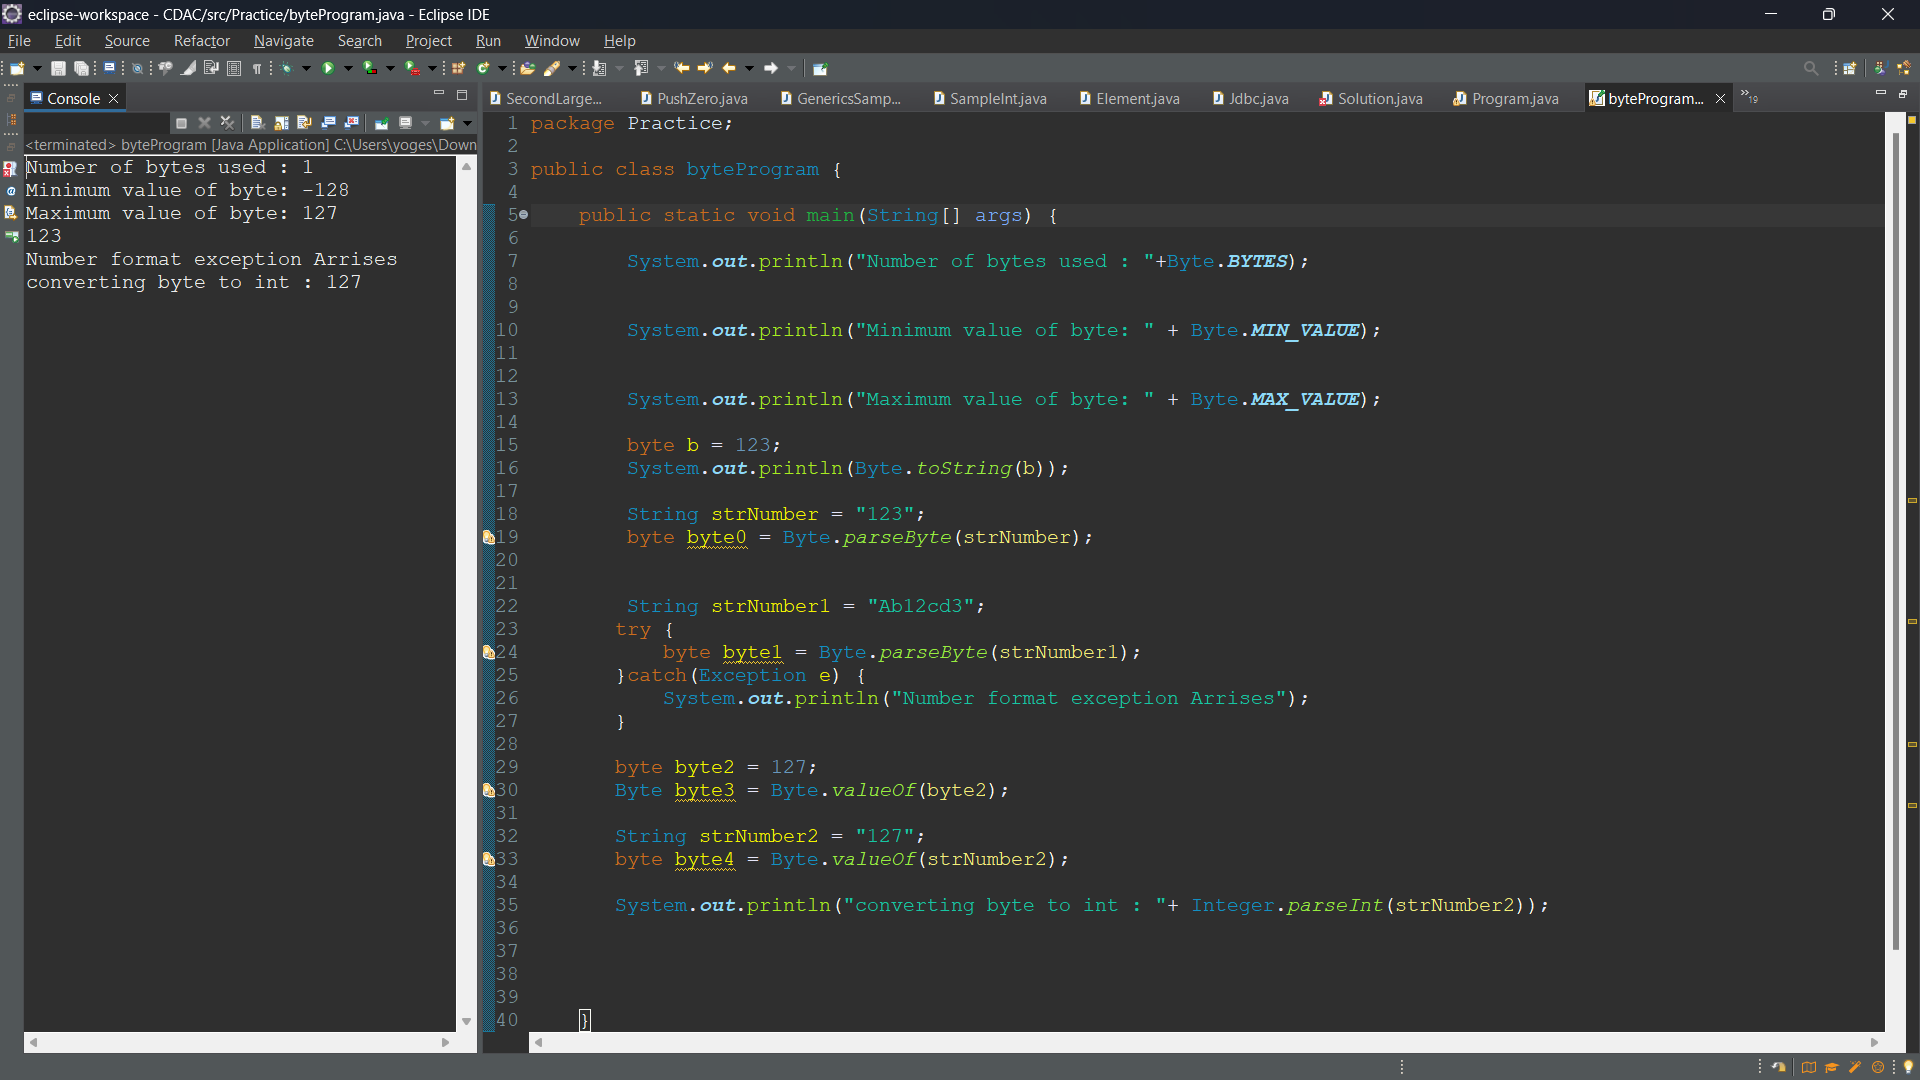 eclipse-workspace - CDAC/src/Practice/byteProgram.java - Eclipse IDE
File Edit Source Refactor Navigate Search Project Run Window Help
Console
<terminated> byteProgram [Java Application] C:\Users\yoges\Down
Number of bytes used : 1
Minimum value of byte: -128
Maximum value of byte: 127
123
Number format exception Arrises
converting byte to int : 127
SecondLarge... PushZero.java GenericsSamp... SampleInt.java Element.java Jdbc.java Solution.java Program.java byteProgram... »19
1 package Practice;
2
3 public class byteProgram {
4
5 public static void main(String[] args) {
6
7 System.out.println("Number of bytes used : "+Byte.BYTES);
8
9
10 System.out.println("Minimum value of byte: " + Byte.MIN_VALUE);
11
12
13 System.out.println("Maximum value of byte: " + Byte.MAX_VALUE);
14
15 byte b = 123;
16 System.out.println(Byte.toString(b));
17
18 String strNumber = "123";
19 byte byte0 = Byte.parseByte(strNumber);
20
21
22 String strNumber1 = "Ab12cd3";
23 try {
24 byte byte1 = Byte.parseByte(strNumber1);
25 }catch(Exception e) {
26 System.out.println("Number format exception Arrises");
27 }
28
29 byte byte2 = 127;
30 Byte byte3 = Byte.valueOf(byte2);
31
32 String strNumber2 = "127";
33 byte byte4 = Byte.valueOf(strNumber2);
34
35 System.out.println("converting byte to int : "+ Integer.parseInt(strNumber2));
36
37
38
39
40 }